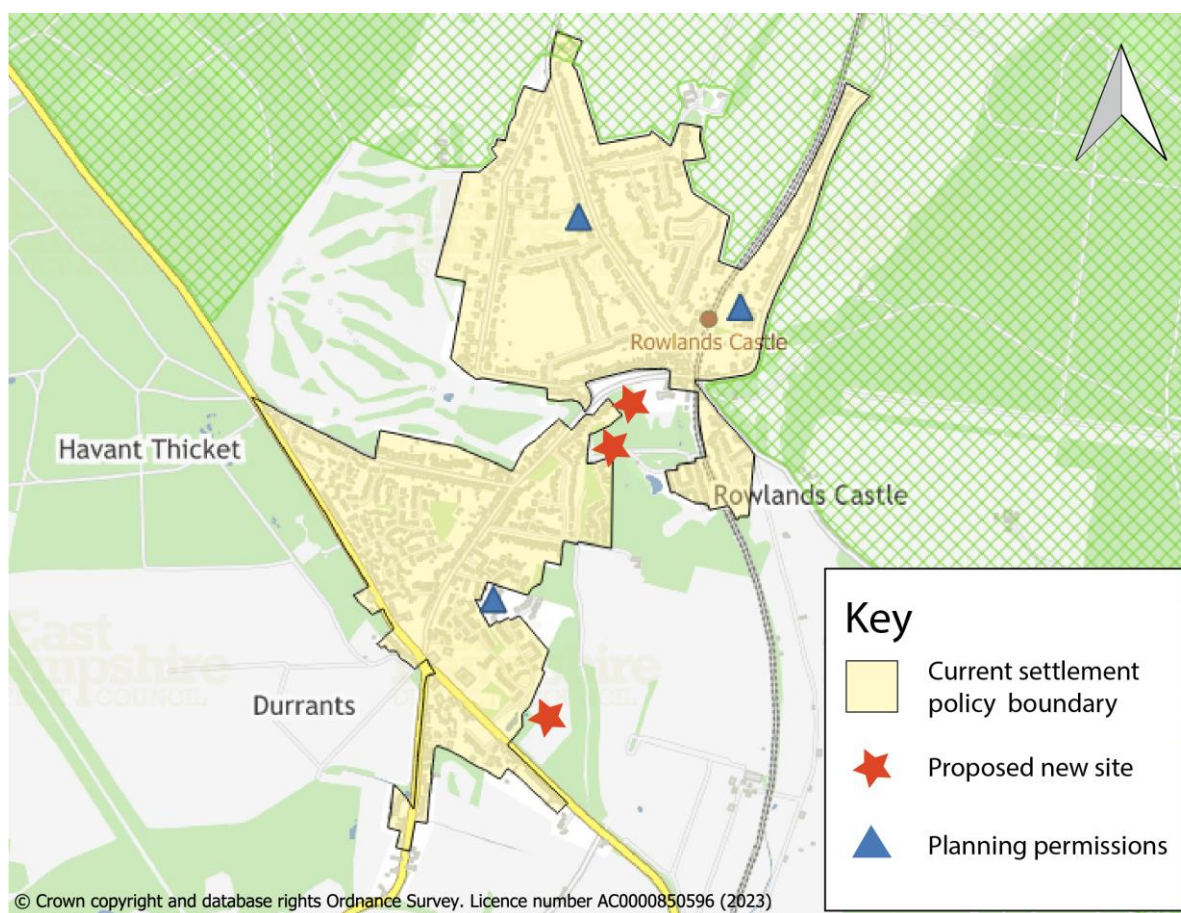 Rowlands Castle
Havant Thicket
Rowlands Castle
Durrants
Key
Current settlement
policy boundary
Proposed new site
Planning permissions
© Crown copyright and database rights Ordnance Survey. Licence number AC0000850596 (2023)